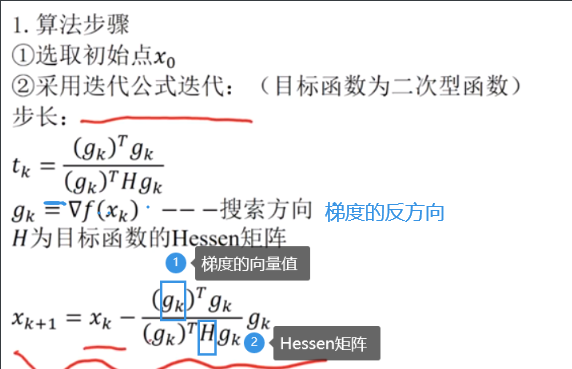 1. 算法步骤
①选取初始点x₀
②采用迭代公式迭代：（目标函数为二次型函数）
步长：
t_k = (g_k)^T g_k / (g_k)^T H g_k
g_k = ∇f(x_k) ---搜索方向 梯度的反方向
H为目标函数的Hessen矩阵
1 梯度的向量值
x_{k+1} = x_k − (g_k)^T g_k / (g_k)^T H g_k g_k
2 Hessen矩阵